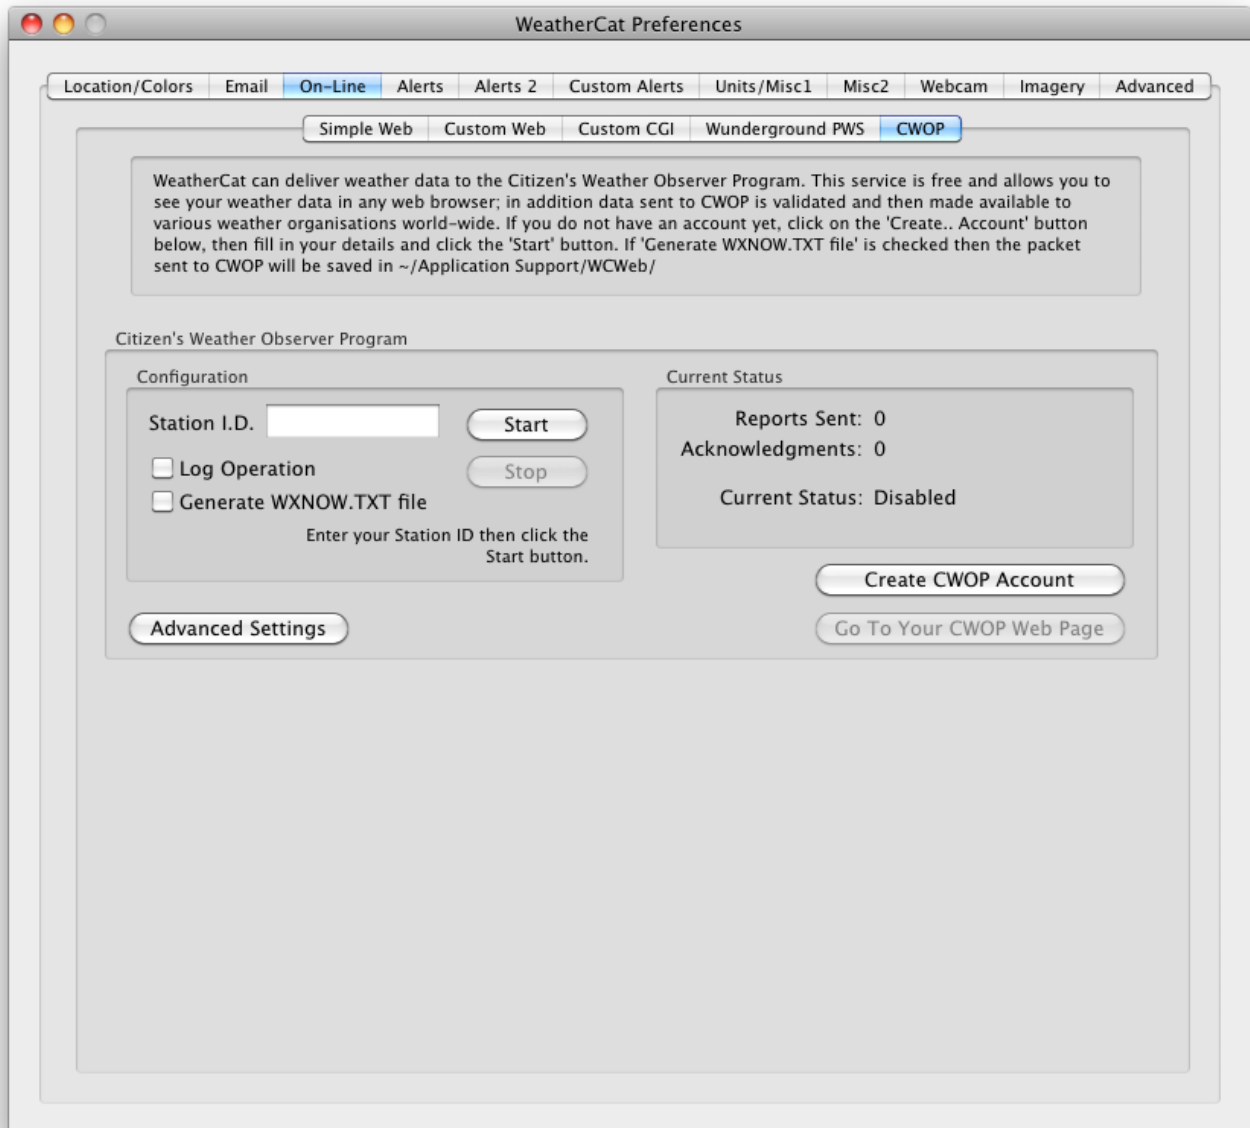 WeatherCat Preferences
Location/Colors Email On-Line Alerts Alerts 2 Custom Alerts Units/Misc1 Misc2 Webcam Imagery Advanced
Simple Web Custom Web Custom CGI Wunderground PWS CWOP
WeatherCat can deliver weather data to the Citizen's Weather Observer Program. This service is free and allows you to
see your weather data in any web browser; in addition data sent to CWOP is validated and then made available to
various weather organisations world-wide. If you do not have an account yet, click on the 'Create.. Account' button
below, then fill in your details and click the 'Start' button. If 'Generate WXNOW.TXT file' is checked then the packet
sent to CWOP will be saved in ~/Application Support/WCWeb/
Citizen's Weather Observer Program
Configuration
Station I.D.
Start
Log Operation
Stop
Generate WXNOW.TXT file
Enter your Station ID then click the
Start button.
Advanced Settings
Current Status
Reports Sent: 0
Acknowledgments: 0
Current Status: Disabled
Create CWOP Account
Go To Your CWOP Web Page